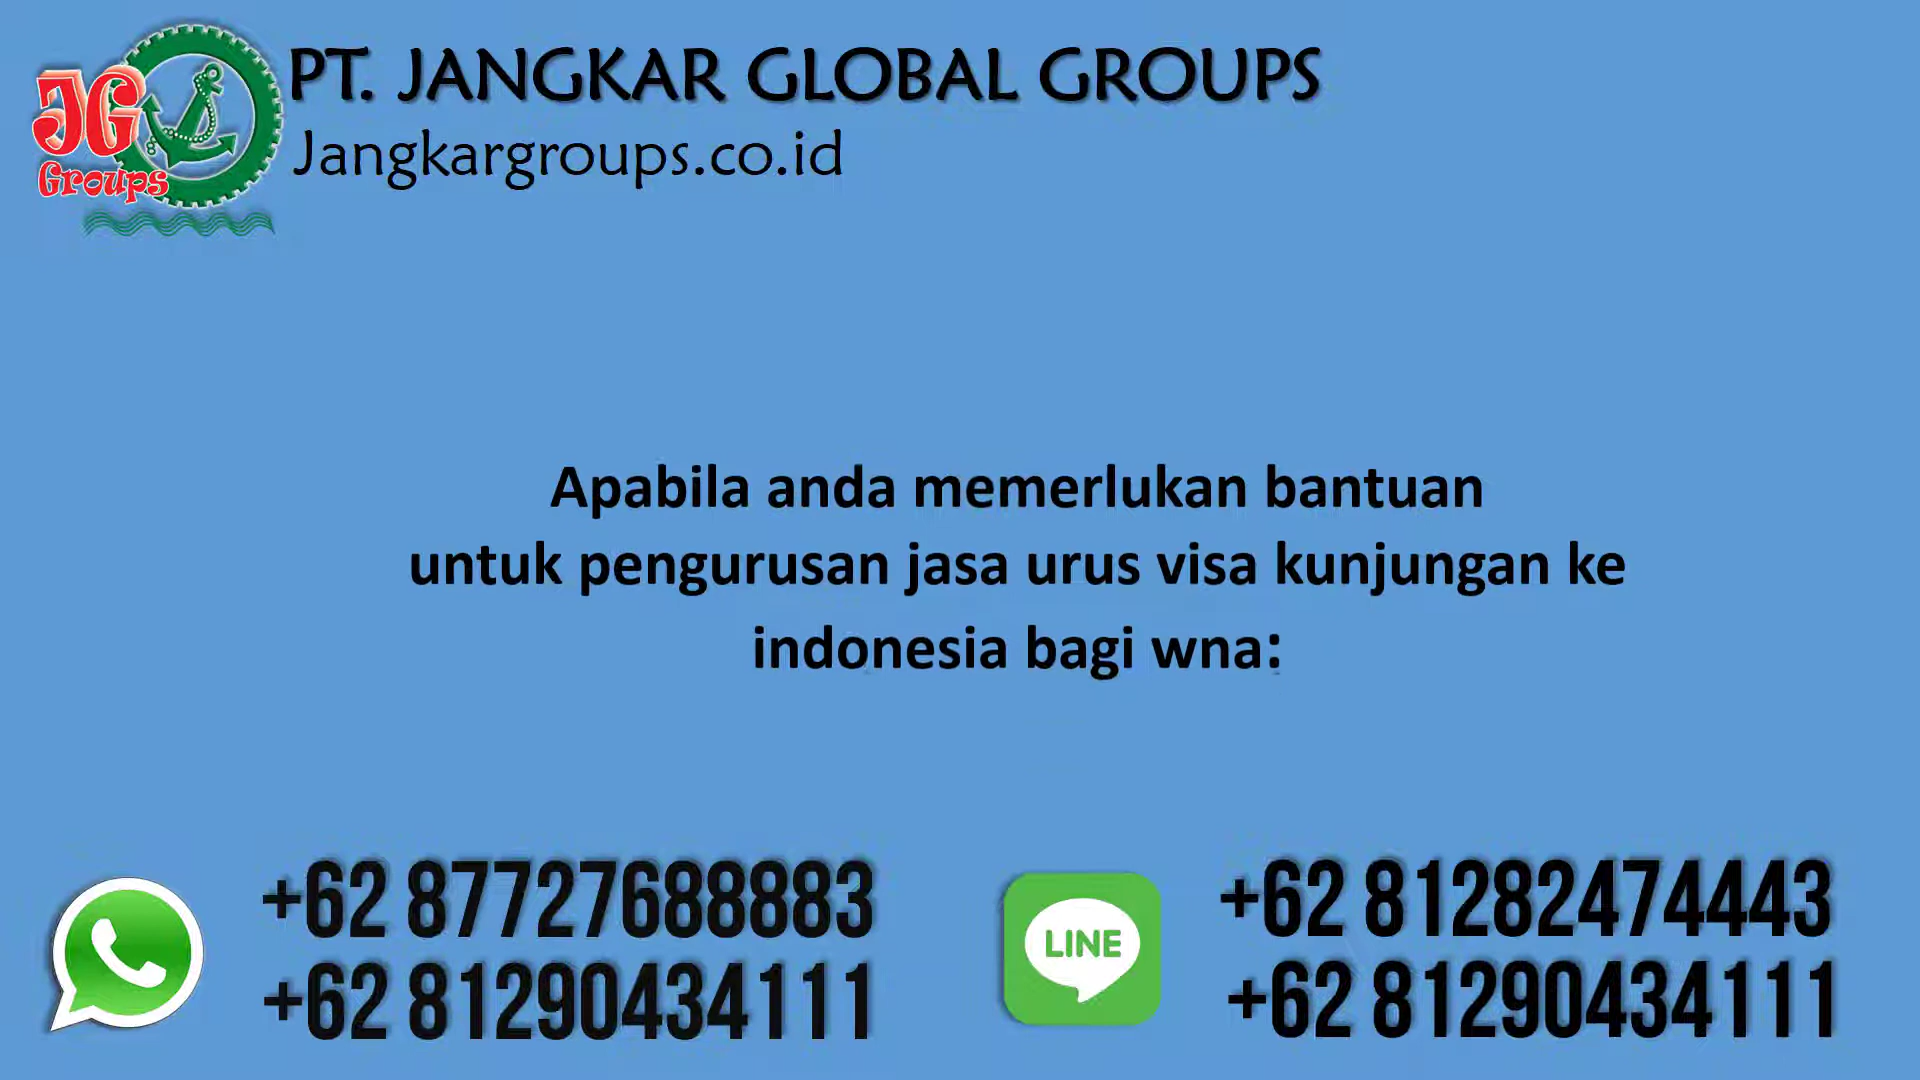 JG
Groups
PT. JANGKAR GLOBAL GROUPS
Jangkargroups.co.id
Apabila anda memerlukan bantuan
untuk pengurusan jasa urus visa kunjungan ke
indonesia bagi wna:
+62 87727688883
+62 81290434111
LINE
+62 81282474443
+62 81290434111